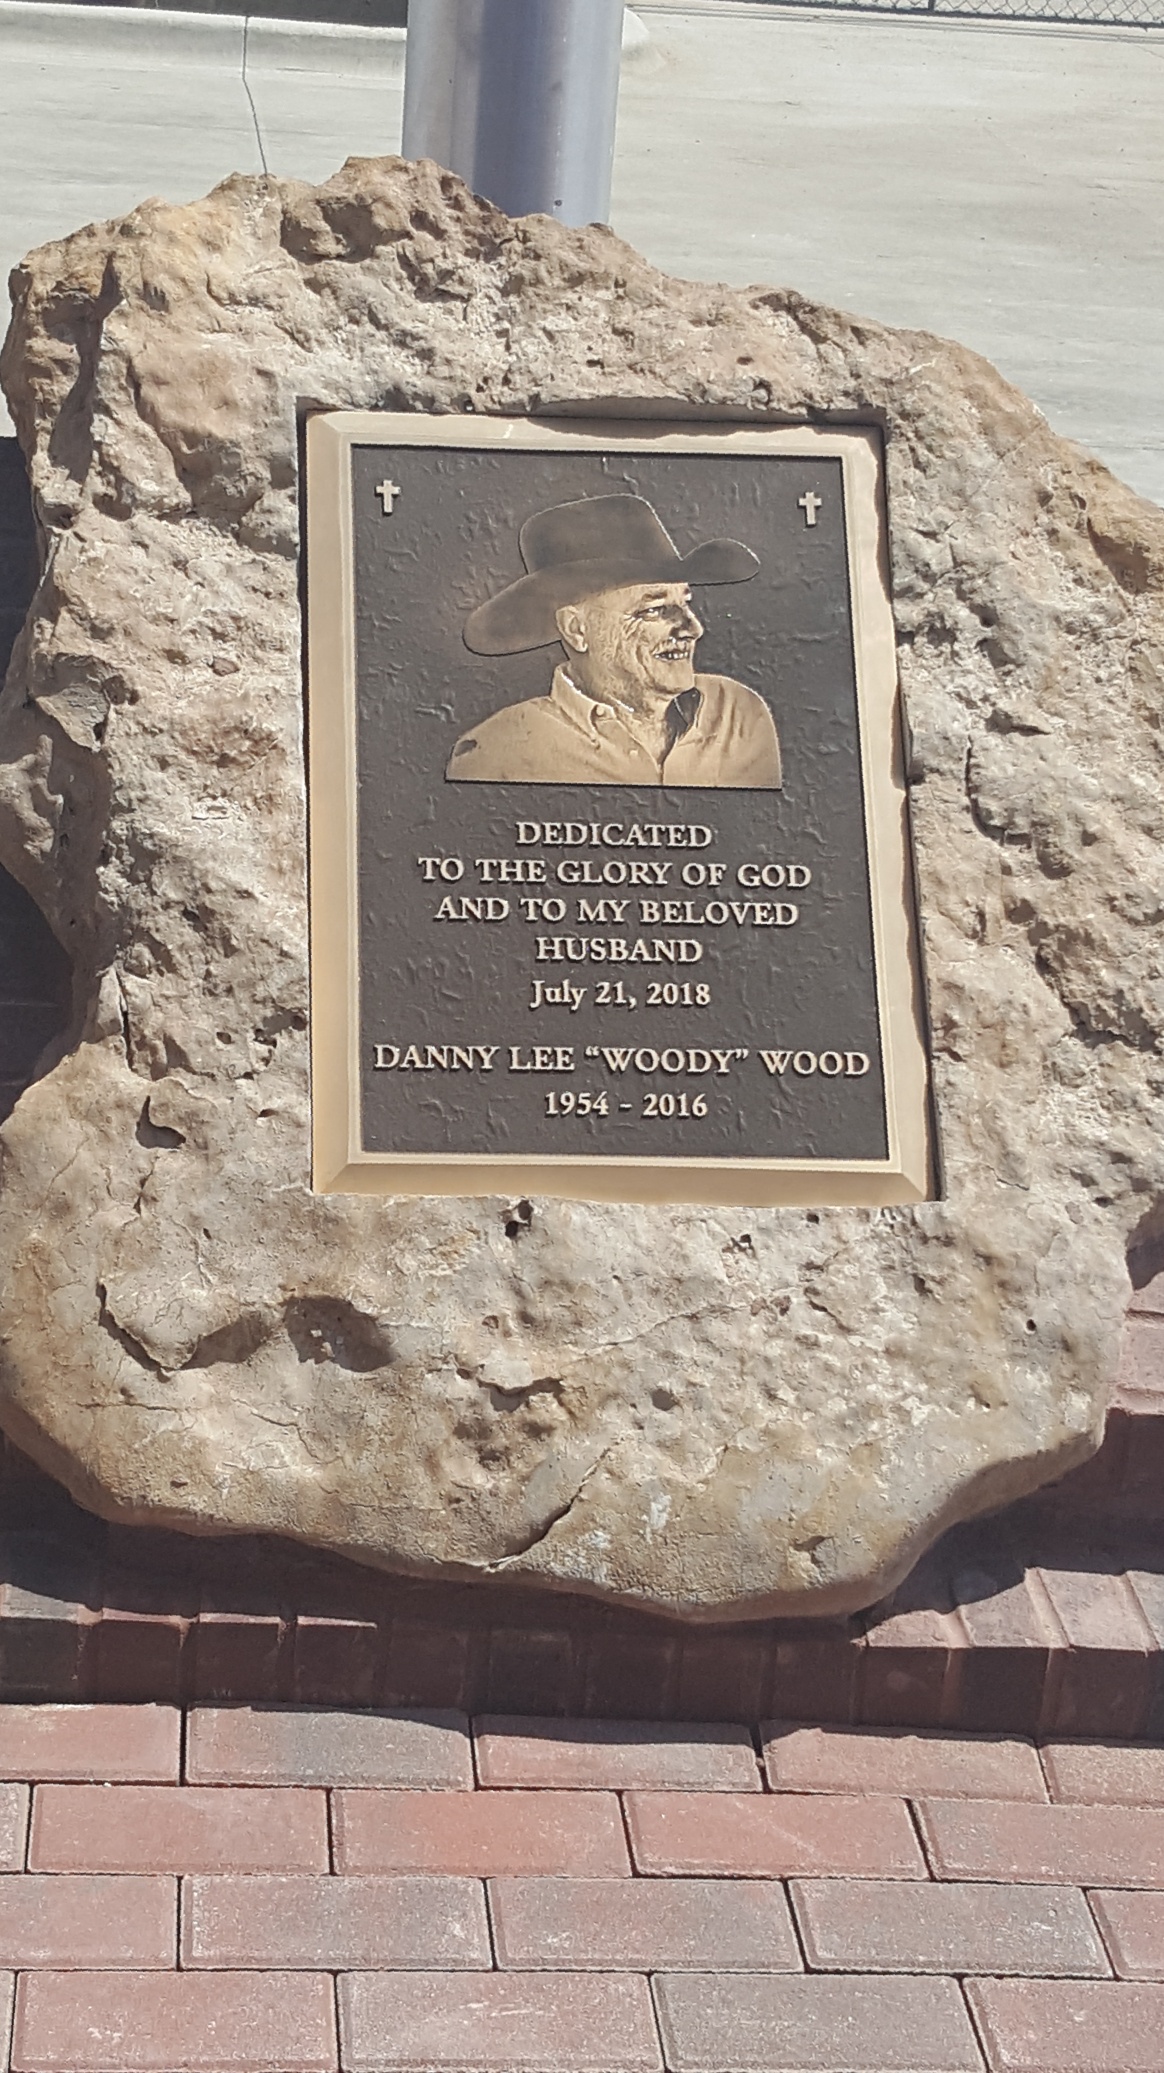 DEDICATED
TO THE GLORY OF GOD
AND TO MY BELOVED
HUSBAND
July 21, 2018
DANNY LEE “WOODY” WOOD
1954 - 2016